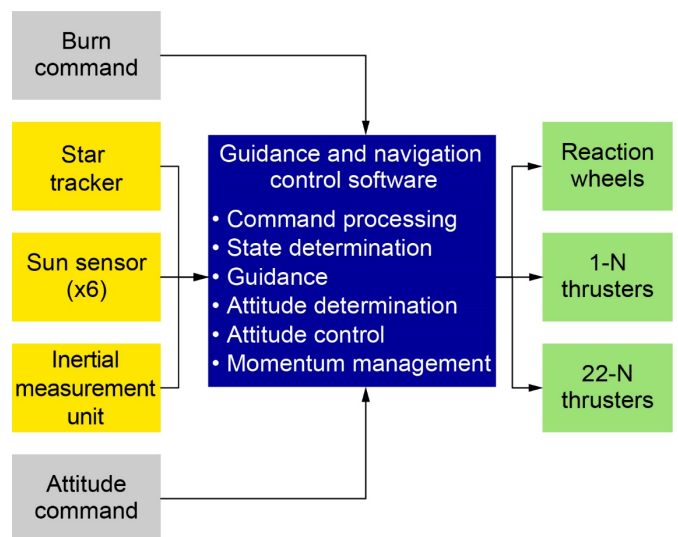 Burn
command
Star
tracker
Sun sensor
(x6)
Inertial
measurement
unit
Attitude
command
Guidance and navigation
control software
• Command processing
• State determination
• Guidance
• Attitude determination
• Attitude control
• Momentum management
Reaction
wheels
1-N
thrusters
22-N
thrusters